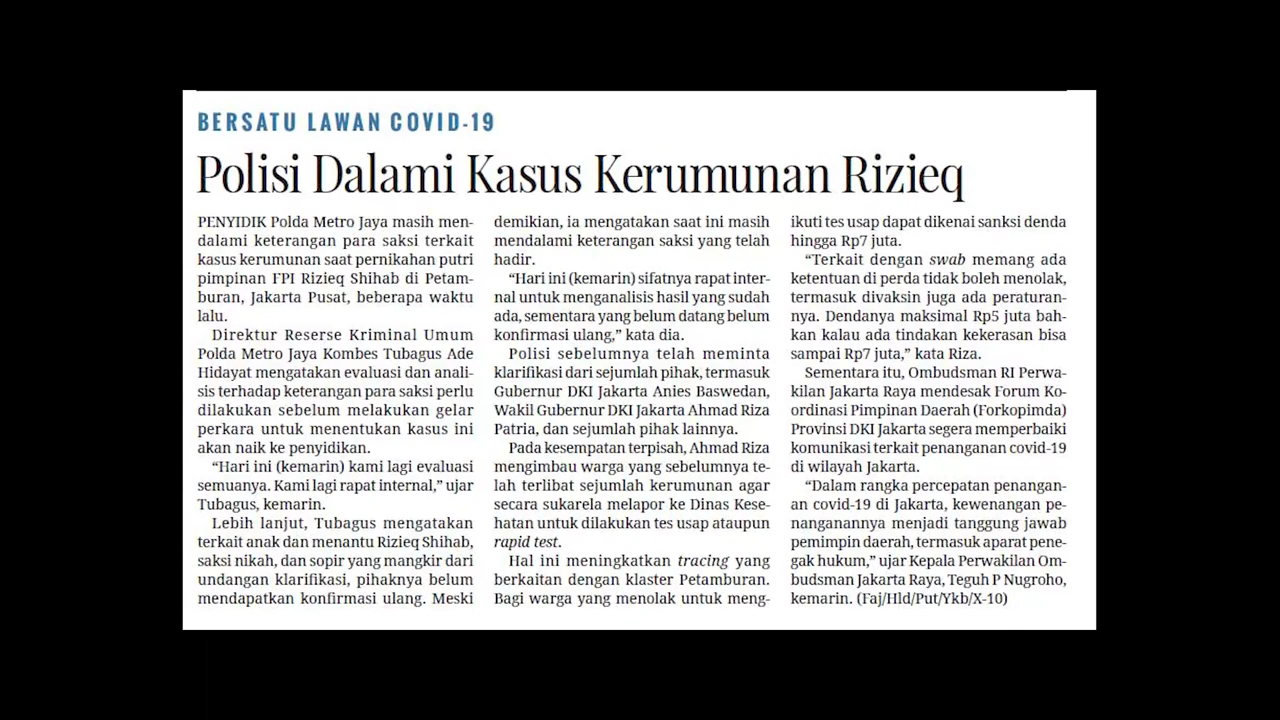 BERSATU LAWAN COVID-19
Polisi Dalami Kasus Kerumunan Rizieq
PENYIDIK Polda Metro Jaya masih men-
dalami keterangan para saksi terkait
kasus kerumunan saat pernikahan putri
pimpinan FPI Rizieq Shihab di Petam-
buran, Jakarta Pusat, beberapa waktu
lalu.
Direktur Reserse Kriminal Umum
Polda Metro Jaya Kombes Tubagus Ade
Hidayat mengatakan evaluasi dan anali-
sis terhadap keterangan para saksi perlu
dilakukan sebelum melakukan gelar
perkara untuk menentukan kasus ini
akan naik ke penyidikan.
“Hari ini (kemarin) kami lagi evaluasi
semuanya. Kami lagi rapat internal,” ujar
Tubagus, kemarin.
Lebih lanjut, Tubagus mengatakan
terkait anak dan menantu Rizieq Shihab,
saksi nikah, dan sopir yang mangkir dari
undangan klarifikasi, pihaknya belum
mendapatkan konfirmasi ulang. Meski
demikian, ia mengatakan saat ini masih
mendalami keterangan saksi yang telah
hadir.
“Hari ini (kemarin) sifatnya rapat inter-
nal untuk menganalisis hasil yang sudah
ada, sementara yang belum datang belum
konfirmasi ulang,” kata dia.
Polisi sebelumnya telah meminta
klarifikasi dari sejumlah pihak, termasuk
Gubernur DKI Jakarta Anies Baswedan,
Wakil Gubernur DKI Jakarta Ahmad Riza
Patria, dan sejumlah pihak lainnya.
Pada kesempatan terpisah, Ahmad Riza
mengimbau warga yang sebelumnya te-
lah terlibat sejumlah kerumunan agar
secara sukarela melapor ke Dinas Kese-
hatan untuk dilakukan tes usap ataupun
rapid test.
Hal ini meningkatkan tracing yang
berkaitan dengan klaster Petamburan.
Bagi warga yang menolak untuk meng-
ikuti tes usap dapat dikenai sanksi denda
hingga Rp7 juta.
“Terkait dengan swab memang ada
ketentuan di perda tidak boleh menolak,
termasuk divaksin juga ada peraturan-
nya. Dendanya maksimal Rp5 juta bah-
kan kalau ada tindakan kekerasan bisa
sampai Rp7 juta,” kata Riza.
Sementara itu, Ombudsman RI Perwa-
kilan Jakarta Raya mendesak Forum Ko-
ordinasi Pimpinan Daerah (Forkopimda)
Provinsi DKI Jakarta segera memperbaiki
komunikasi terkait penanganan covid-19
di wilayah Jakarta.
“Dalam rangka percepatan penangan-
an covid-19 di Jakarta, kewenangan pe-
nanganannya menjadi tanggung jawab
pemimpin daerah, termasuk aparat pene-
gak hukum,” ujar Kepala Perwakilan Om-
budsman Jakarta Raya, Teguh P Nugroho,
kemarin. (Faj/Hld/Put/Ykb/X-10)